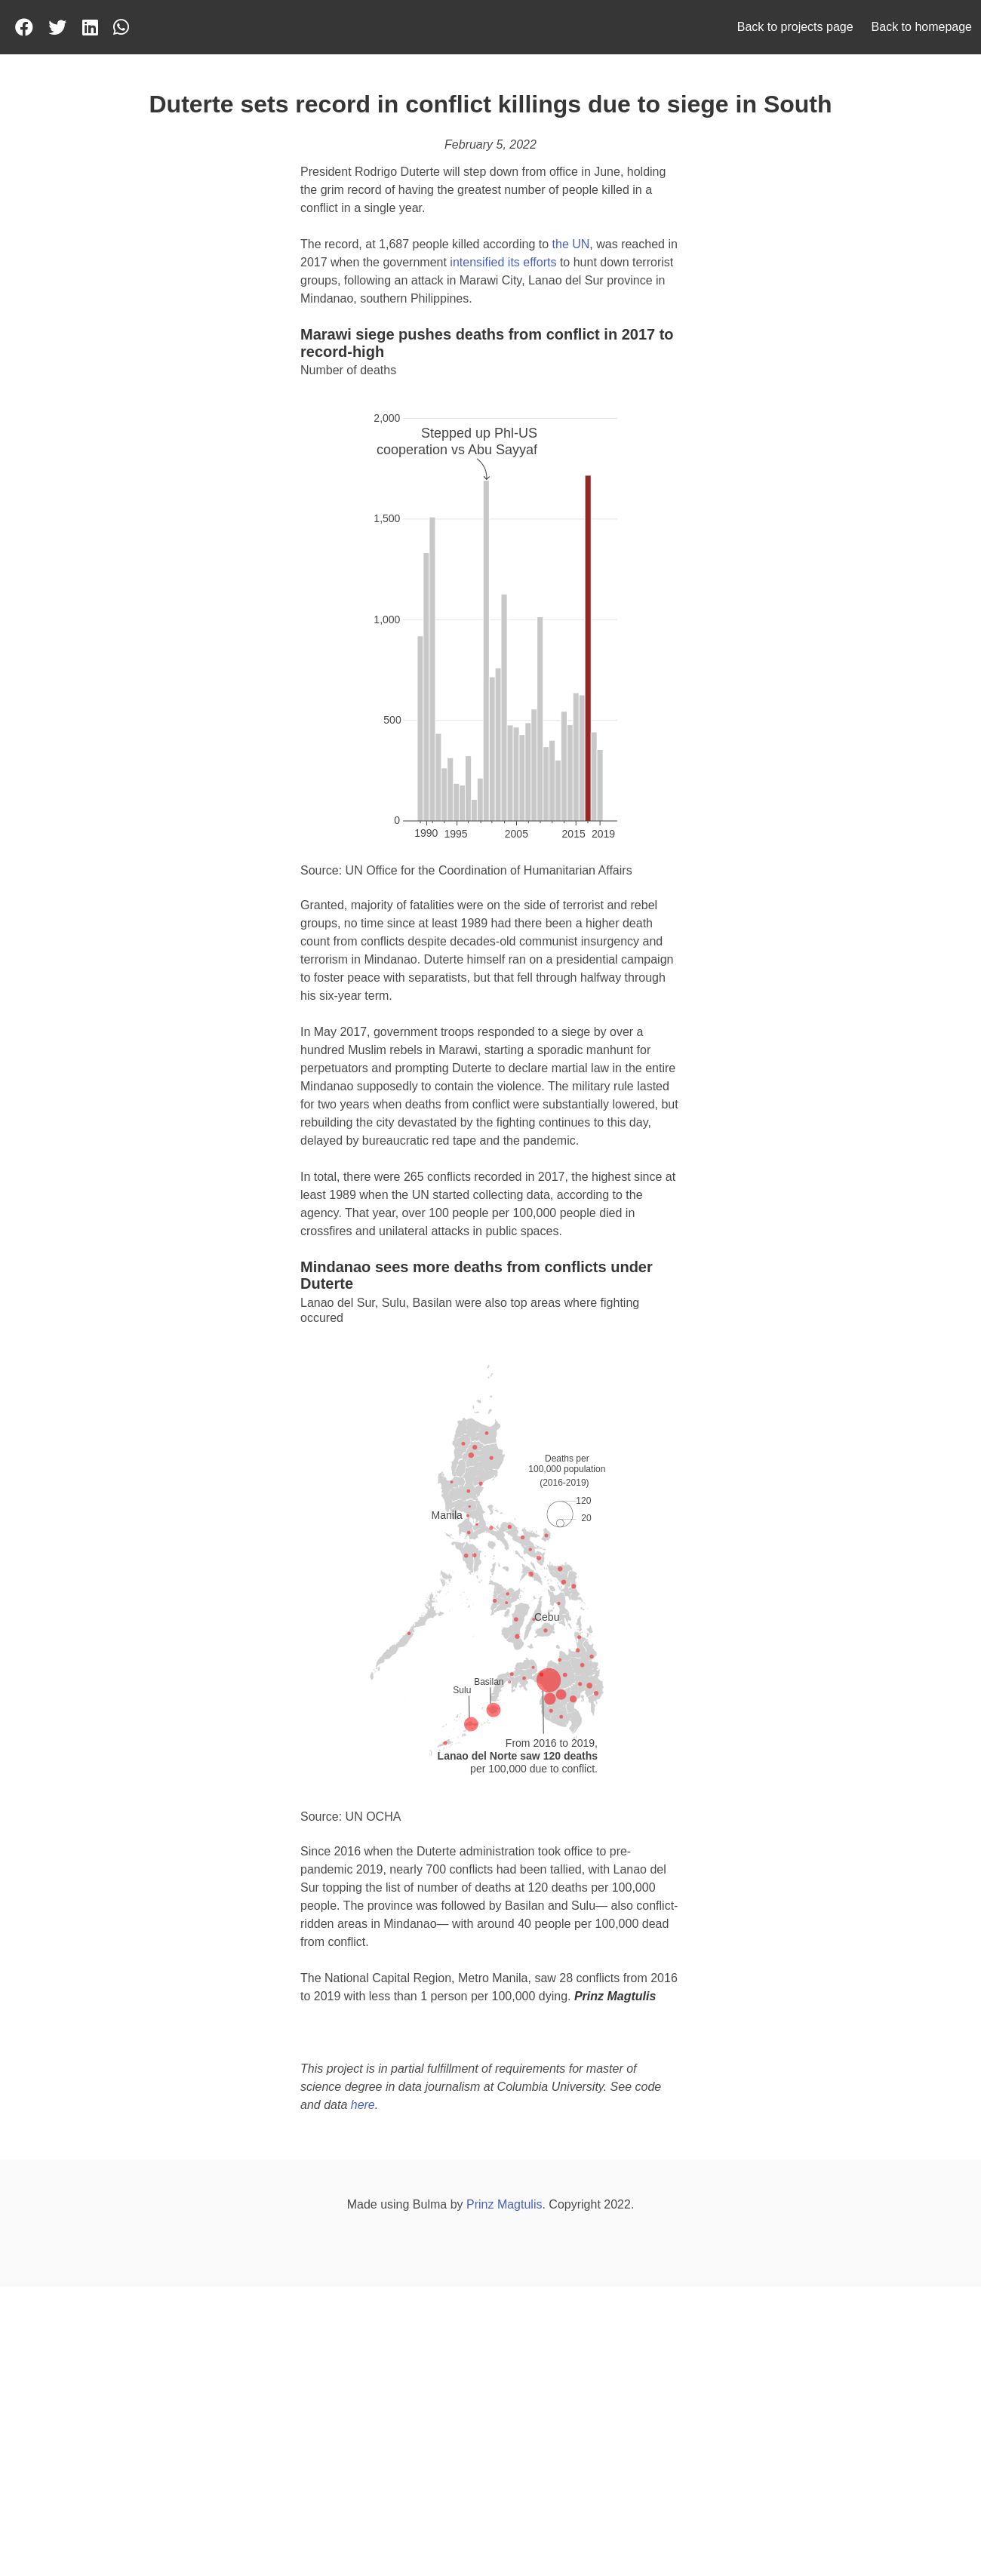 Back to projects page Back to homepage
Duterte sets record in conflict killings due to siege in South
February 5, 2022
President Rodrigo Duterte will step down from office in June, holding
the grim record of having the greatest number of people killed in a
conflict in a single year.
The record, at 1,687 people killed according to the UN, was reached in
2017 when the government intensified its efforts to hunt down terrorist
groups, following an attack in Marawi City, Lanao del Sur province in
Mindanao, southern Philippines.
Marawi siege pushes deaths from conflict in 2017 to
record-high
Number of deaths
2,000
Stepped up Phl-US
cooperation vs Abu Sayyaf
1,500
1,000
500
0
1990 1995 2005 2015 2019
Source: UN Office for the Coordination of Humanitarian Affairs
Granted, majority of fatalities were on the side of terrorist and rebel
groups, no time since at least 1989 had there been a higher death
count from conflicts despite decades-old communist insurgency and
terrorism in Mindanao. Duterte himself ran on a presidential campaign
to foster peace with separatists, but that fell through halfway through
his six-year term.
In May 2017, government troops responded to a siege by over a
hundred Muslim rebels in Marawi, starting a sporadic manhunt for
perpetuators and prompting Duterte to declare martial law in the entire
Mindanao supposedly to contain the violence. The military rule lasted
for two years when deaths from conflict were substantially lowered, but
rebuilding the city devastated by the fighting continues to this day,
delayed by bureaucratic red tape and the pandemic.
In total, there were 265 conflicts recorded in 2017, the highest since at
least 1989 when the UN started collecting data, according to the
agency. That year, over 100 people per 100,000 people died in
crossfires and unilateral attacks in public spaces.
Mindanao sees more deaths from conflicts under
Duterte
Lanao del Sur, Sulu, Basilan were also top areas where fighting
occured
Deaths per
100,000 population
(2016-2019)
120
20
Manila
Cebu
Basilan
Sulu
From 2016 to 2019,
Lanao del Norte saw 120 deaths
per 100,000 due to conflict.
Source: UN OCHA
Since 2016 when the Duterte administration took office to pre-
pandemic 2019, nearly 700 conflicts had been tallied, with Lanao del
Sur topping the list of number of deaths at 120 deaths per 100,000
people. The province was followed by Basilan and Sulu— also conflict-
ridden areas in Mindanao— with around 40 people per 100,000 dead
from conflict.
The National Capital Region, Metro Manila, saw 28 conflicts from 2016
to 2019 with less than 1 person per 100,000 dying. Prinz Magtulis
This project is in partial fulfillment of requirements for master of
science degree in data journalism at Columbia University. See code
and data here.
Made using Bulma by Prinz Magtulis. Copyright 2022.